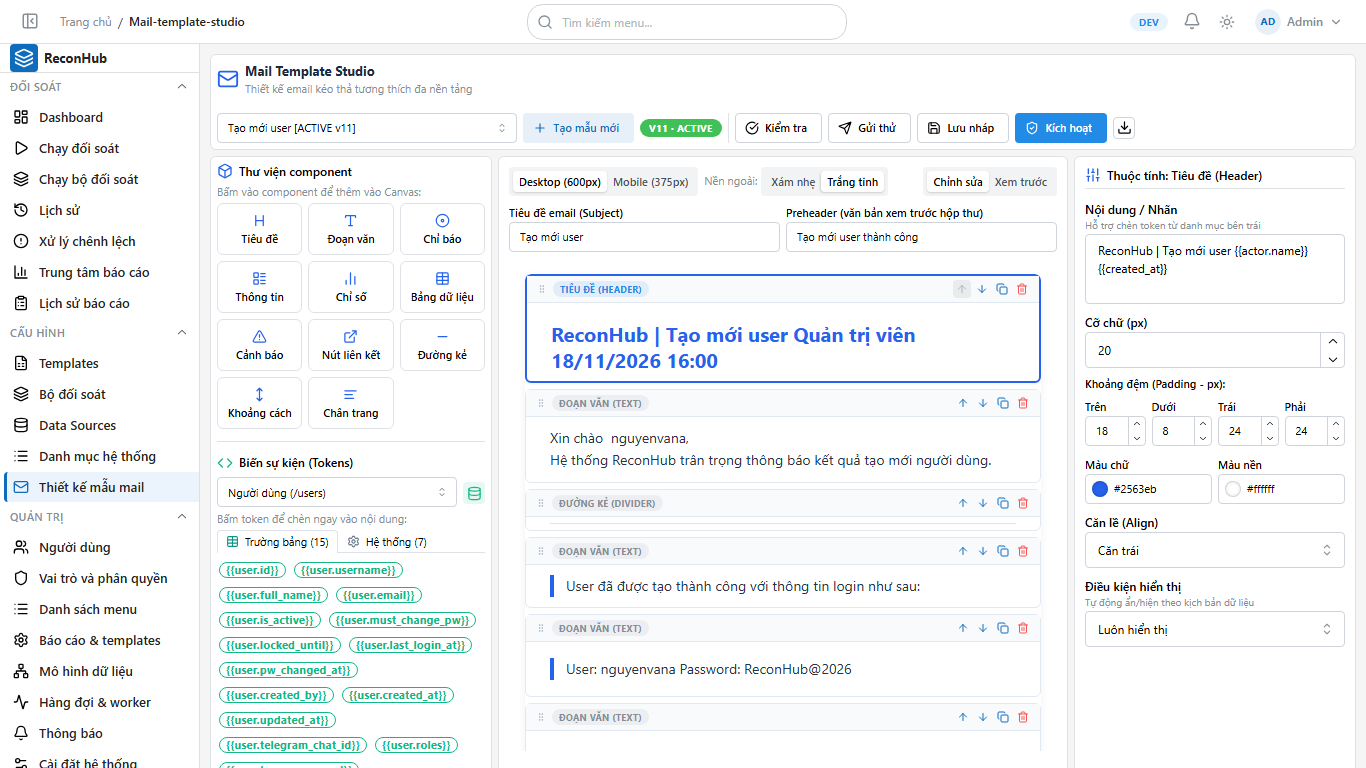 Trang chủ / Mail-template-studio
Tìm kiếm menu...
DEV
AD Admin
ReconHub
ĐỐI SOÁT
Dashboard
Chạy đối soát
Chạy bộ đối soát
Lịch sử
Xử lý chênh lệch
Trung tâm báo cáo
Lịch sử báo cáo
CẤU HÌNH
Templates
Bộ đối soát
Data Sources
Danh mục hệ thống
Thiết kế mẫu mail
QUẢN TRỊ
Người dùng
Vai trò và phân quyền
Danh sách menu
Báo cáo & templates
Mô hình dữ liệu
Hàng đợi & worker
Thông báo
Cài đặt hệ thống
Mail Template Studio
Thiết kế email kéo thả tương thích đa nền tảng
Tạo mới user [ACTIVE v11]
Tạo mẫu mới
V11 - ACTIVE
Kiểm tra
Gửi thử
Lưu nháp
Kích hoạt
Thư viện component
Bấm vào component để thêm vào Canvas:
Tiêu đề
Đoạn văn
Chỉ báo
Thông tin
Chỉ số
Bảng dữ liệu
Cảnh báo
Nút liên kết
Đường kẻ
Khoảng cách
Chân trang
Biến sự kiện (Tokens)
Người dùng (/users)
Bấm token để chèn ngay vào nội dung:
Trường bảng (15)
Hệ thống (7)
{{user.id}} {{user.username}}
{{user.full_name}} {{user.email}}
{{user.is_active}} {{user.must_change_pw}}
{{user.locked_until}} {{user.last_login_at}}
{{user.pw_changed_at}}
{{user.created_by}} {{user.created_at}}
{{user.updated_at}}
{{user.telegram_chat_id}} {{user.roles}}
Desktop (600px) Mobile (375px)
Nền ngoài: Xám nhẹ Trắng tinh
Chỉnh sửa Xem trước
Tiêu đề email (Subject)
Tạo mới user
Preheader (văn bản xem trước hộp thư)
Tạo mới user thành công
TIÊU ĐỀ (HEADER)
ReconHub | Tạo mới user Quản trị viên
18/11/2026 16:00
ĐOẠN VĂN (TEXT)
Xin chào nguyenvana,
Hệ thống ReconHub trân trọng thông báo kết quả tạo mới người dùng.
ĐƯỜNG KẺ (DIVIDER)
ĐOẠN VĂN (TEXT)
User đã được tạo thành công với thông tin login như sau:
ĐOẠN VĂN (TEXT)
User: nguyenvana Password: ReconHub@2026
ĐOẠN VĂN (TEXT)
Thuộc tính: Tiêu đề (Header)
Nội dung / Nhãn
Hỗ trợ chèn token từ danh mục bên trái
ReconHub | Tạo mới user {{actor.name}}
{{created_at}}
Cỡ chữ (px)
20
Khoảng đệm (Padding - px):
Trên Dưới Trái Phải
18 8 24 24
Màu chữ Màu nền
#2563eb #ffffff
Căn lề (Align)
Căn trái
Điều kiện hiển thị
Tự động ẩn/hiện theo kịch bản dữ liệu
Luôn hiển thị